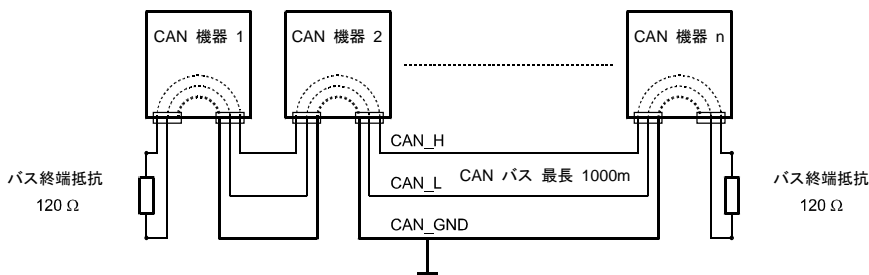 CAN 機器 1
CAN 機器 2
CAN 機器 n
CAN_H
バス終端抵抗
120 Ω
CAN_L
CAN バス 最長 1000m
バス終端抵抗
120 Ω
CAN_GND